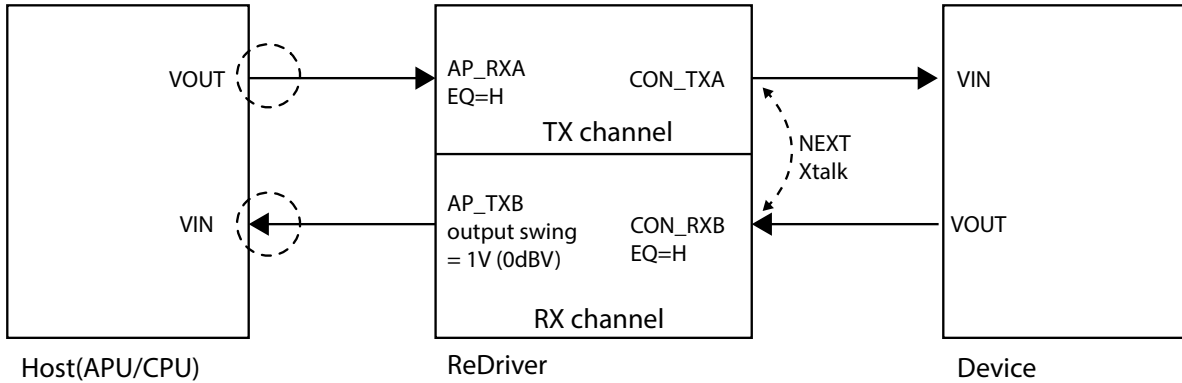 VOUT
AP_RXA
EQ=H
CON_TXA
TX channel
VIN
NEXT
Xtalk
VIN
AP_TXB
output swing
= 1V (0dBV)
CON_RXB
EQ=H
RX channel
VOUT
Host(APU/CPU)
ReDriver
Device